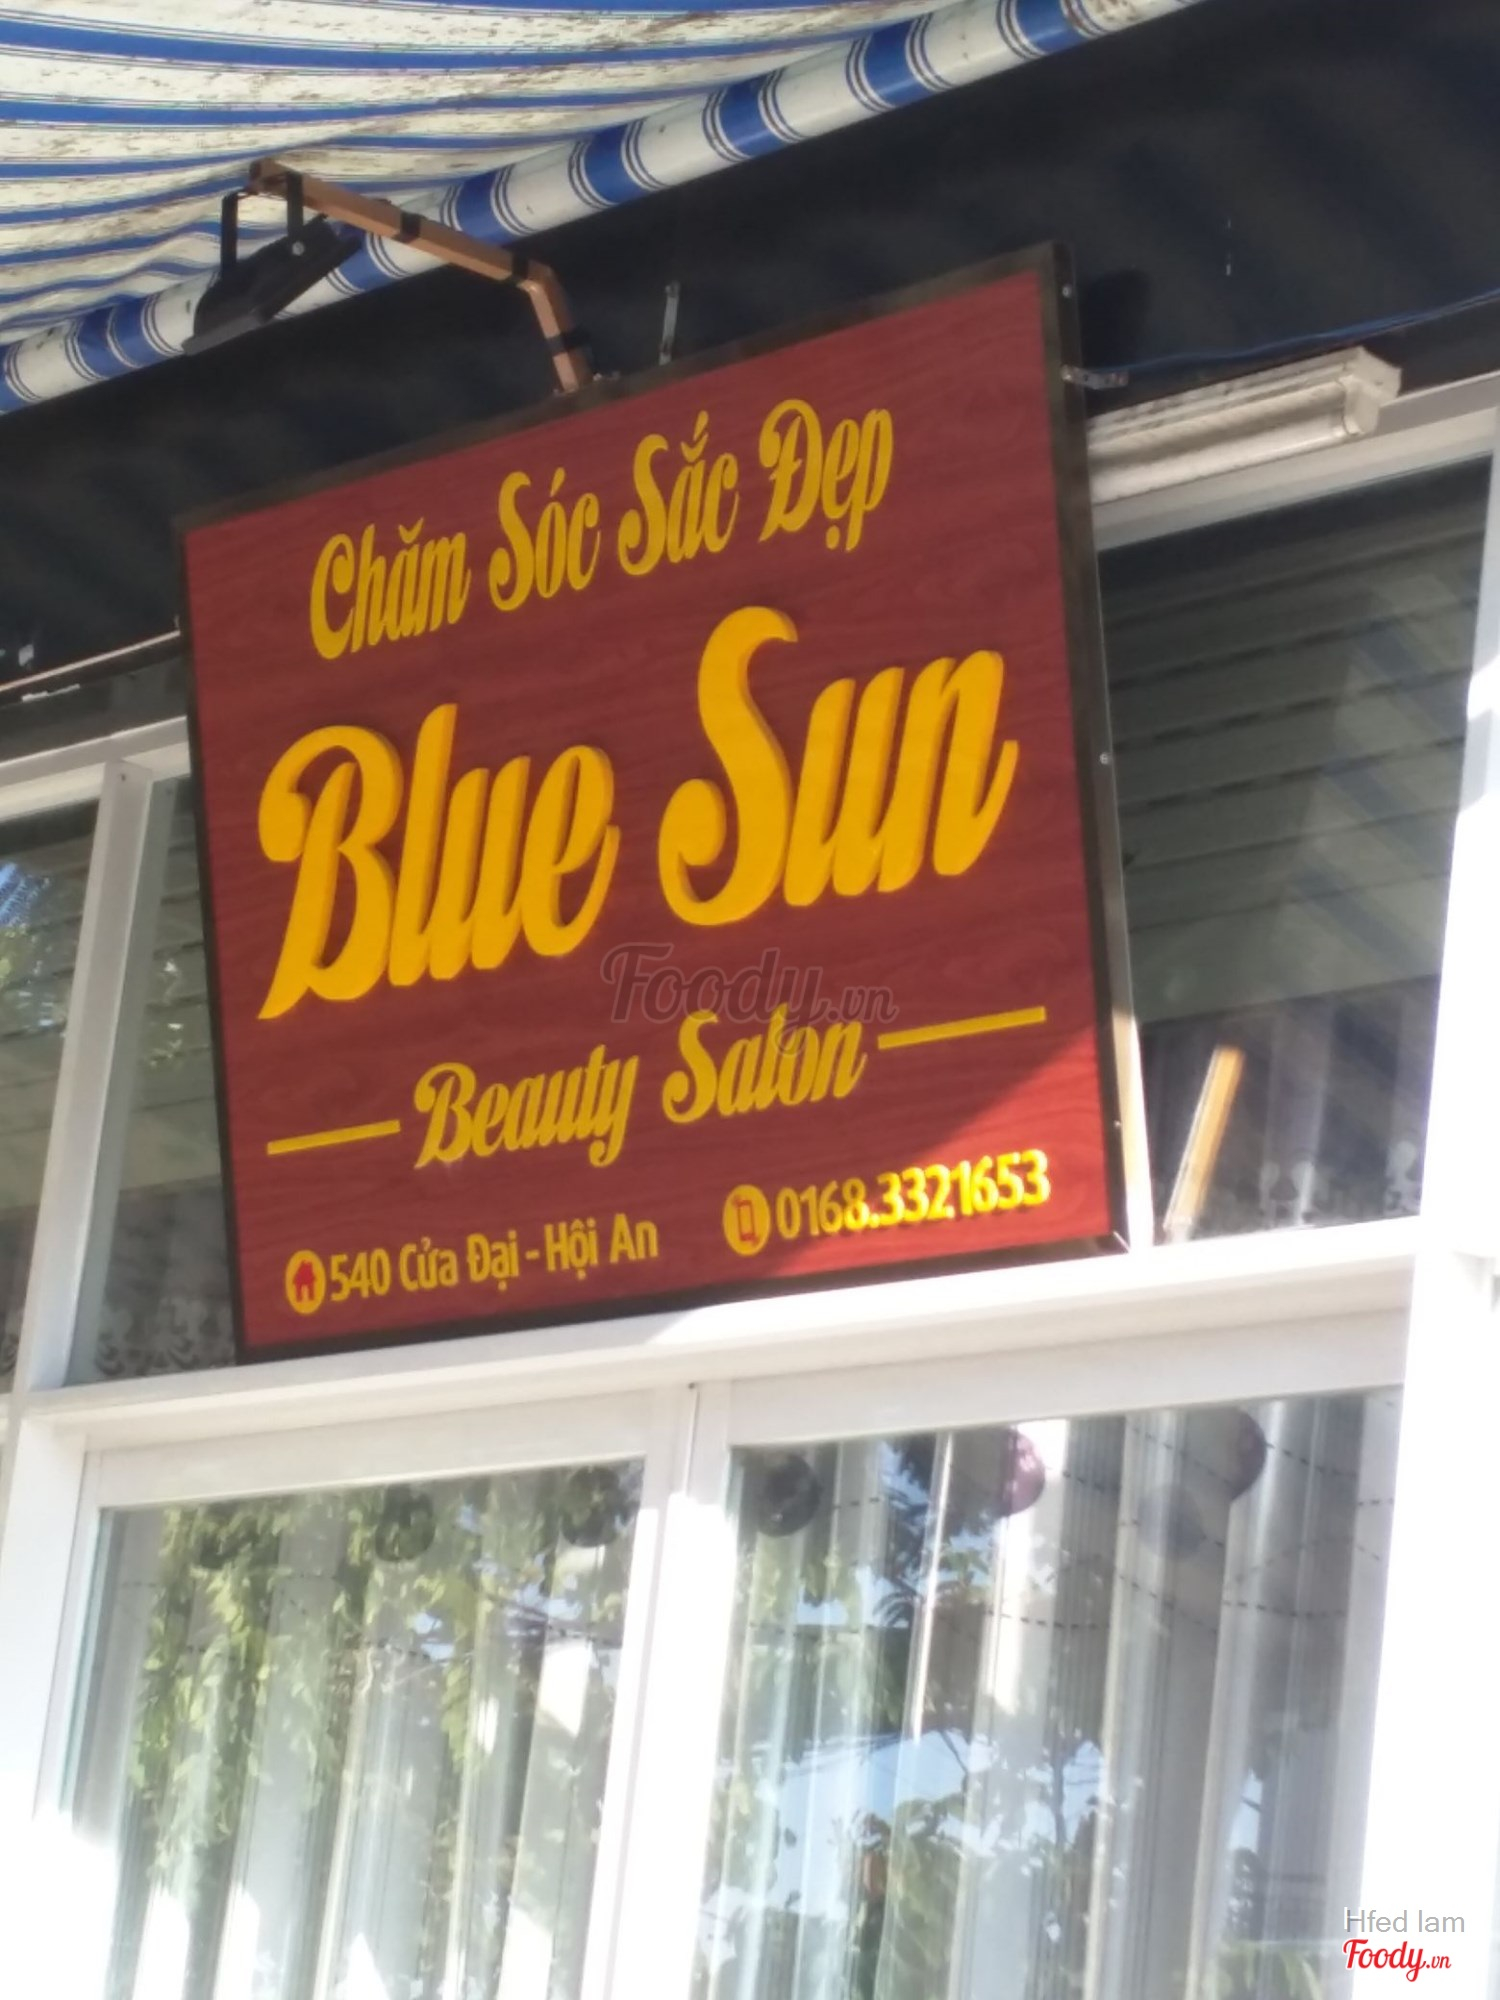 Chăm Sóc Sắc Đẹp
Blue Sun
Foody.vn
Beauty Salon
540 Cửa Đại - Hội An
0168.3321653
Hfed lam
Foody.vn